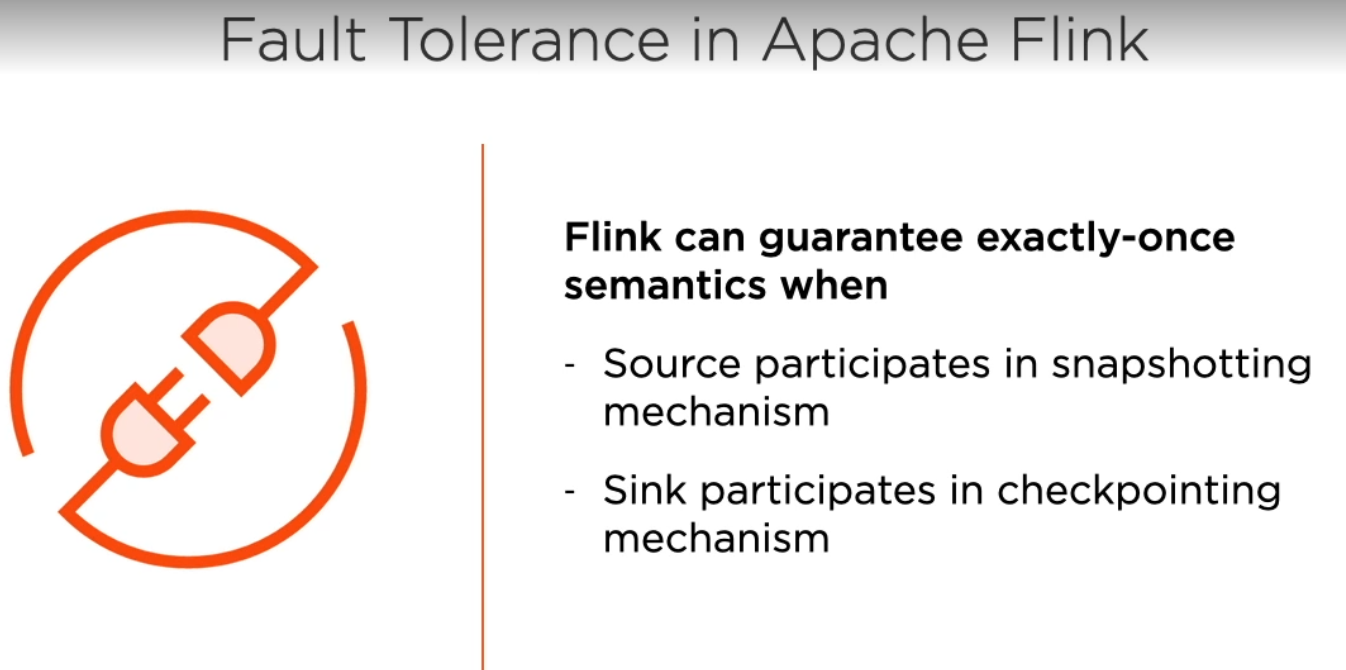 Fault Tolerance in Apache Flink
Flink can guarantee exactly-once
semantics when
- Source participates in snapshotting
mechanism
- Sink participates in checkpointing
mechanism